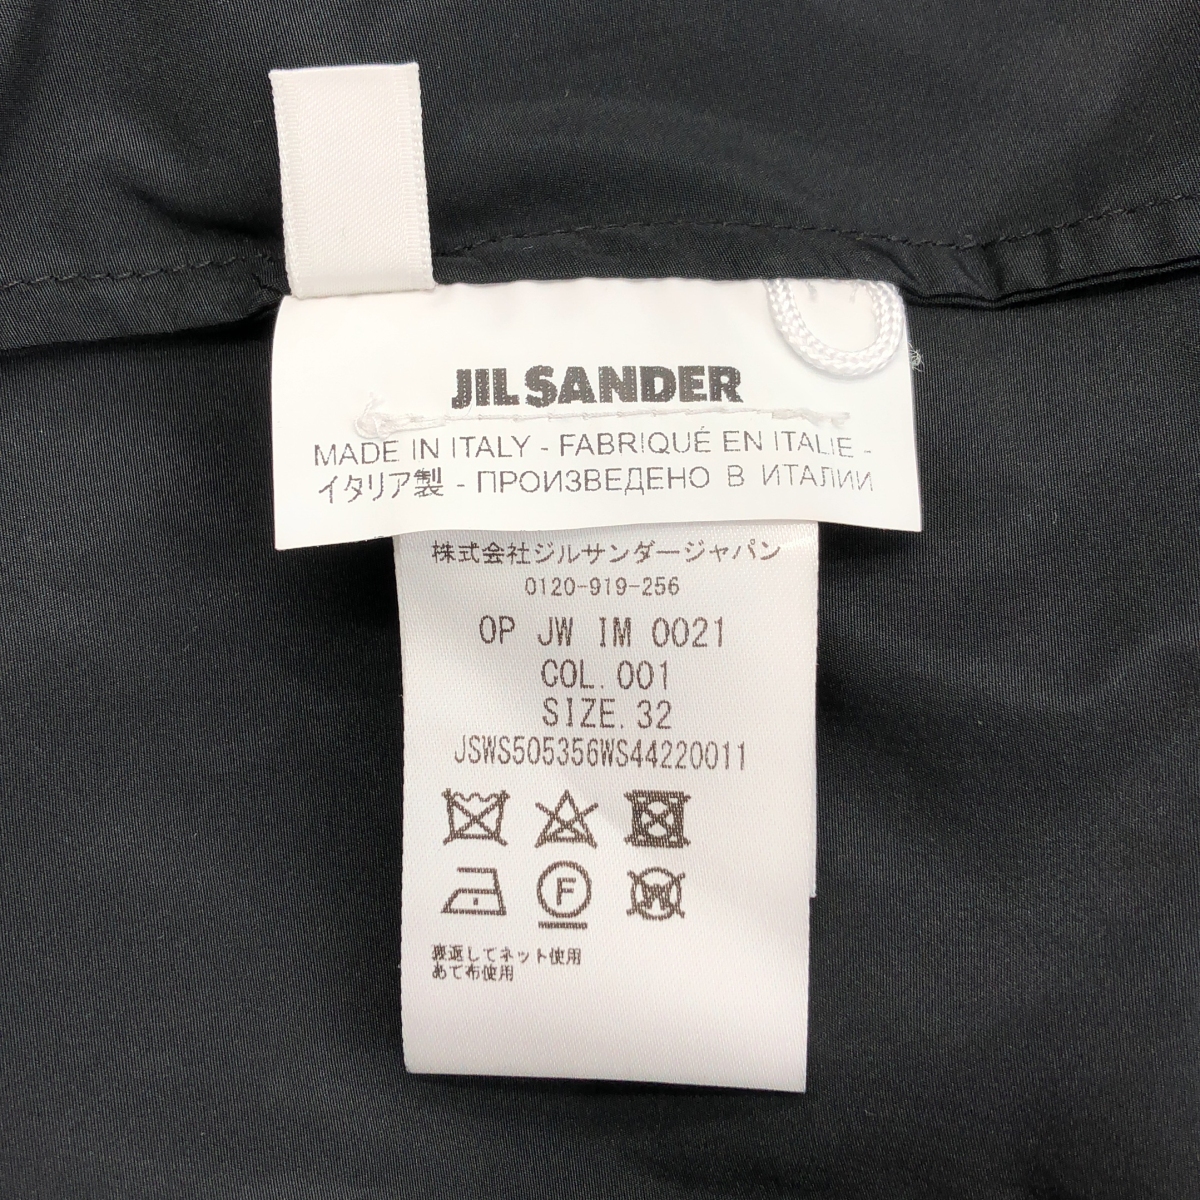 JIL SANDER
MADE IN ITALY - FABRIQUÉ EN ITALIE -
イタリア製 - ПРОИЗВЕДЕНО В ИТАЛИИ
株式会社ジルサンダージャパン
0120-919-256
OP JW IM 0021
COL.001
SIZE.32
JSWS505356WS44220011
F
W
裏返してネット使用
あて布使用